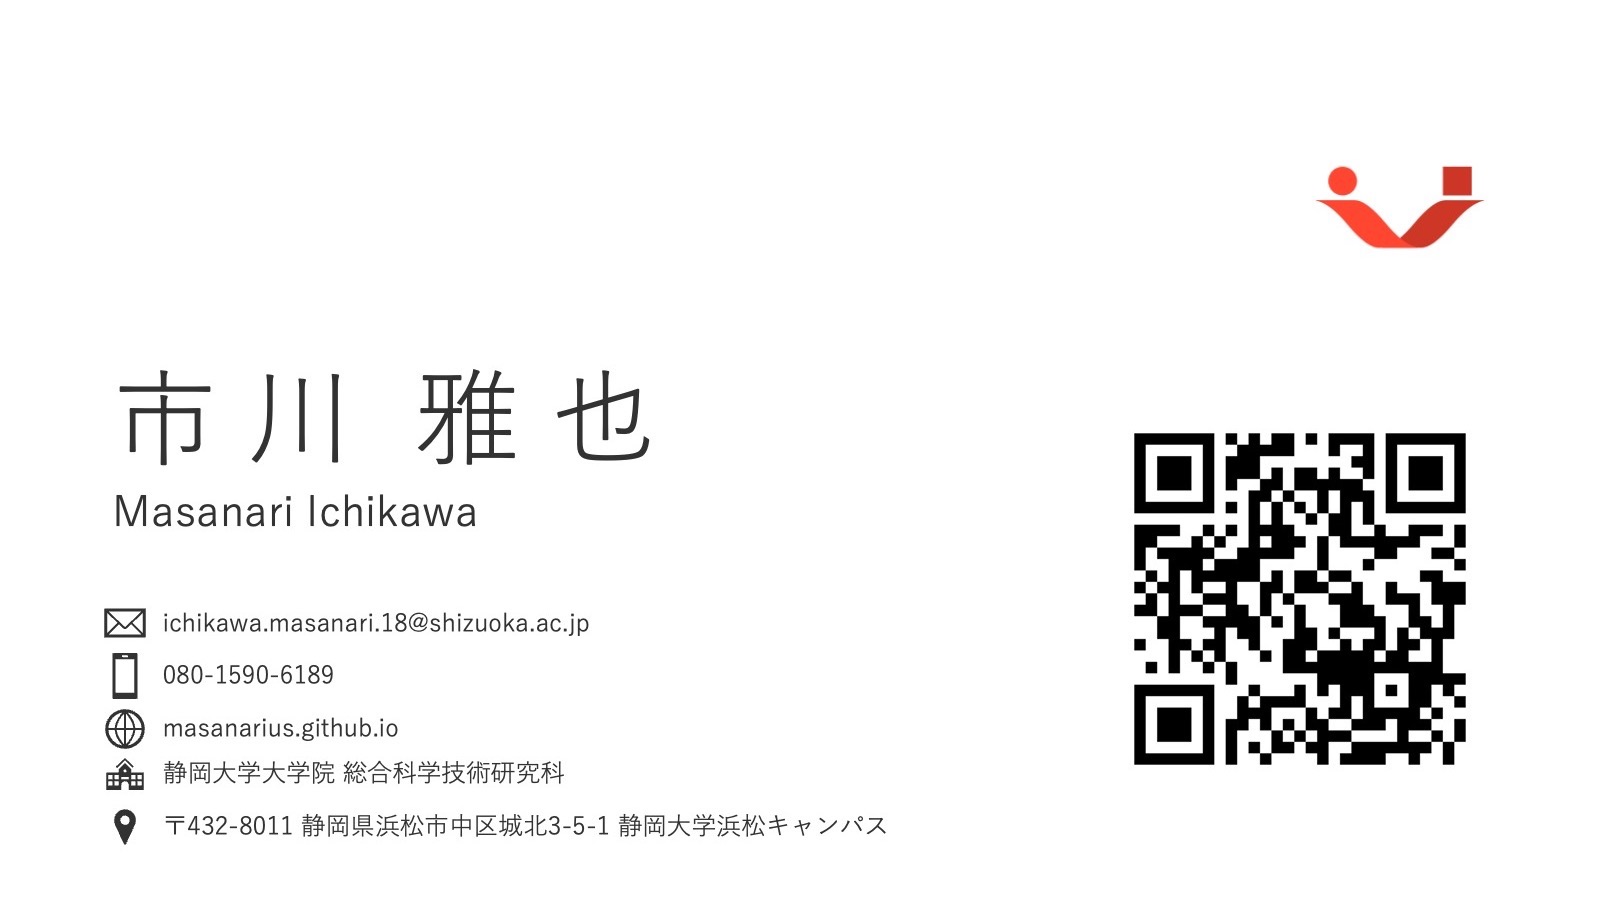 市川 雅也
Masanari Ichikawa
ichikawa.masanari.18@shizuoka.ac.jp
080-1590-6189
masanarius.github.io
静岡大学大学院 総合科学技術研究科
〒432-8011 静岡県浜松市中区城北3-5-1 静岡大学浜松キャンパス